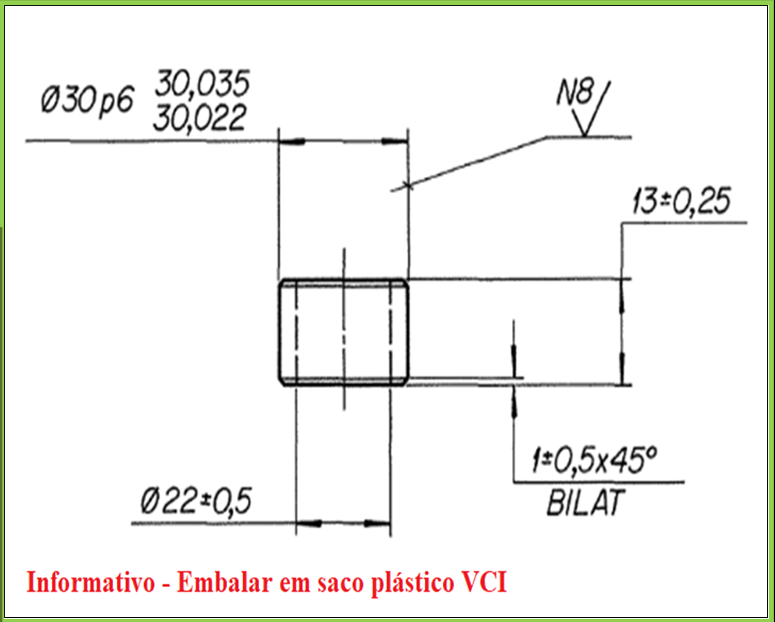 Ø30p6 30,035
30,022
N8
13±0,25
1±0,5x45°
BILAT
Ø22±0,5
Informativo - Embalar em saco plástico VCI